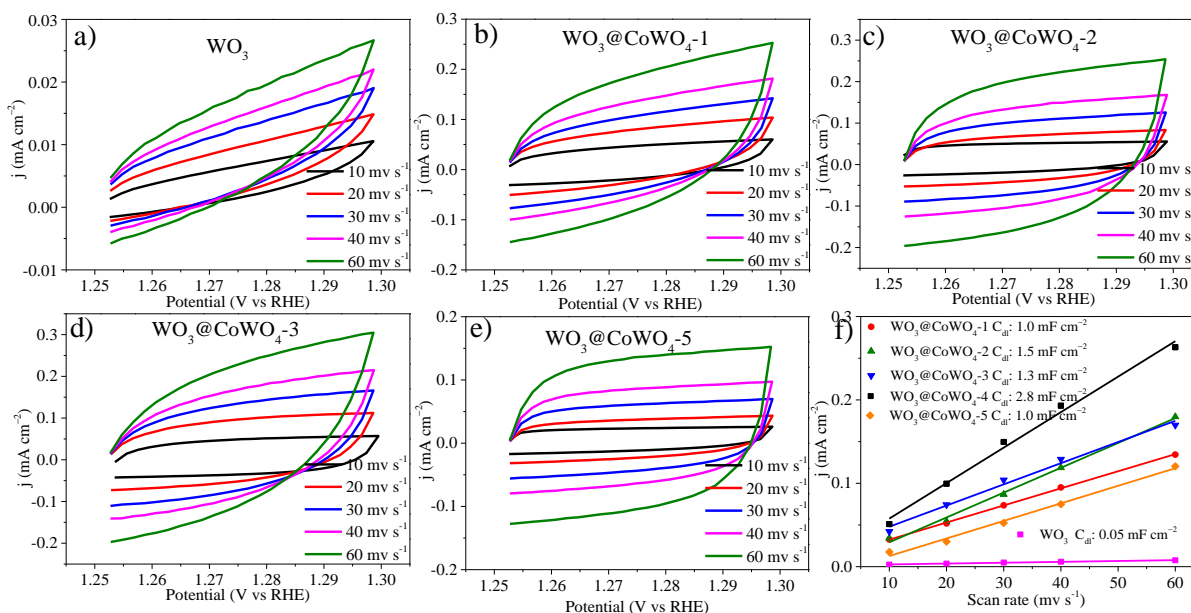 a)
WO₃
j (mA cm⁻²)
0.03
0.02
0.01
0.00
-0.01
10 mv s⁻¹
20 mv s⁻¹
30 mv s⁻¹
40 mv s⁻¹
60 mv s⁻¹
1.25 1.26 1.27 1.28 1.29 1.30
Potential (V vs RHE)
b)
WO₃@CoWO₄-1
j (mA cm⁻²)
0.3
0.2
0.1
0.0
-0.1
-0.2
10 mv s⁻¹
20 mv s⁻¹
30 mv s⁻¹
40 mv s⁻¹
60 mv s⁻¹
1.25 1.26 1.27 1.28 1.29 1.30
Potential (V vs RHE)
c)
WO₃@CoWO₄-2
j (mA cm⁻²)
0.3
0.2
0.1
0.0
-0.1
-0.2
10 mv s
20 mv s
30 mv s
40 mv s
60 mv s
1.25 1.26 1.27 1.28 1.29 1.30
Potential (V vs RHE)
d)
WO₃@CoWO₄-3
j (mA cm⁻²)
0.3
0.2
0.1
0.0
-0.1
-0.2
10 mv s⁻¹
20 mv s⁻¹
30 mv s⁻¹
40 mv s⁻¹
60 mv s⁻¹
1.25 1.26 1.27 1.28 1.29 1.30
Potential (V vs RHE)
e)
WO₃@CoWO₄-5
j (mA cm⁻²)
0.2
0.1
0.0
-0.1
-0.2
10 mv s⁻¹
20 mv s⁻¹
30 mv s⁻¹
40 mv s⁻¹
60 mv s⁻¹
1.25 1.26 1.27 1.28 1.29 1.30
Potential (V vs RHE)
f)
WO₃@CoWO₄-1 Cdl: 1.0 mF cm⁻²
WO₃@CoWO₄-2 Cdl: 1.5 mF cm⁻²
WO₃@CoWO₄-3 Cdl: 1.3 mF cm⁻²
WO₃@CoWO₄-4 Cdl: 2.8 mF cm⁻²
WO₃@CoWO₄-5 Cdl: 1.0 mF cm⁻²
WO₃ Cdl: 0.05 mF cm⁻²
j (mA cm⁻²)
0.3
0.2
0.1
0.0
10 20 30 40 50 60
Scan rate (mv s⁻¹)